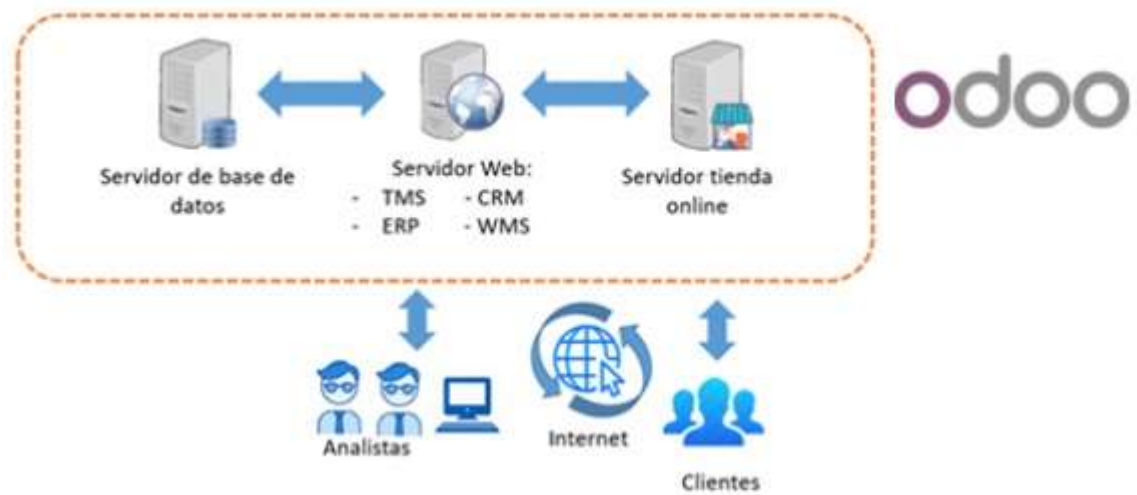 odoo
Servidor de base de
datos
Servidor Web:
- TMS - CRM
- ERP - WMS
Servidor tienda
online
Analistas
Internet
Clientes